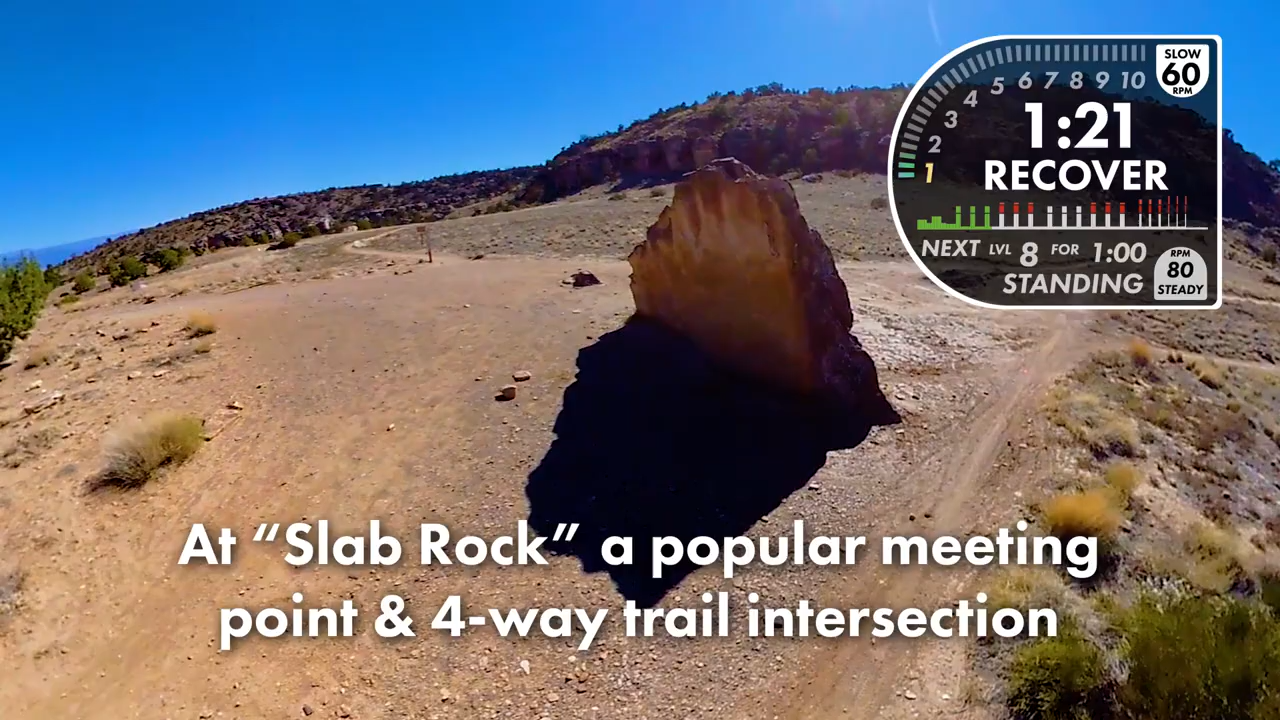 SLOW
60
RPM
1 2 3 4 5 6 7 8 9 10
1:21
RECOVER
NEXT LVL 8 FOR 1:00
STANDING
RPM
80
STEADY
At “Slab Rock” a popular meeting
point & 4-way trail intersection